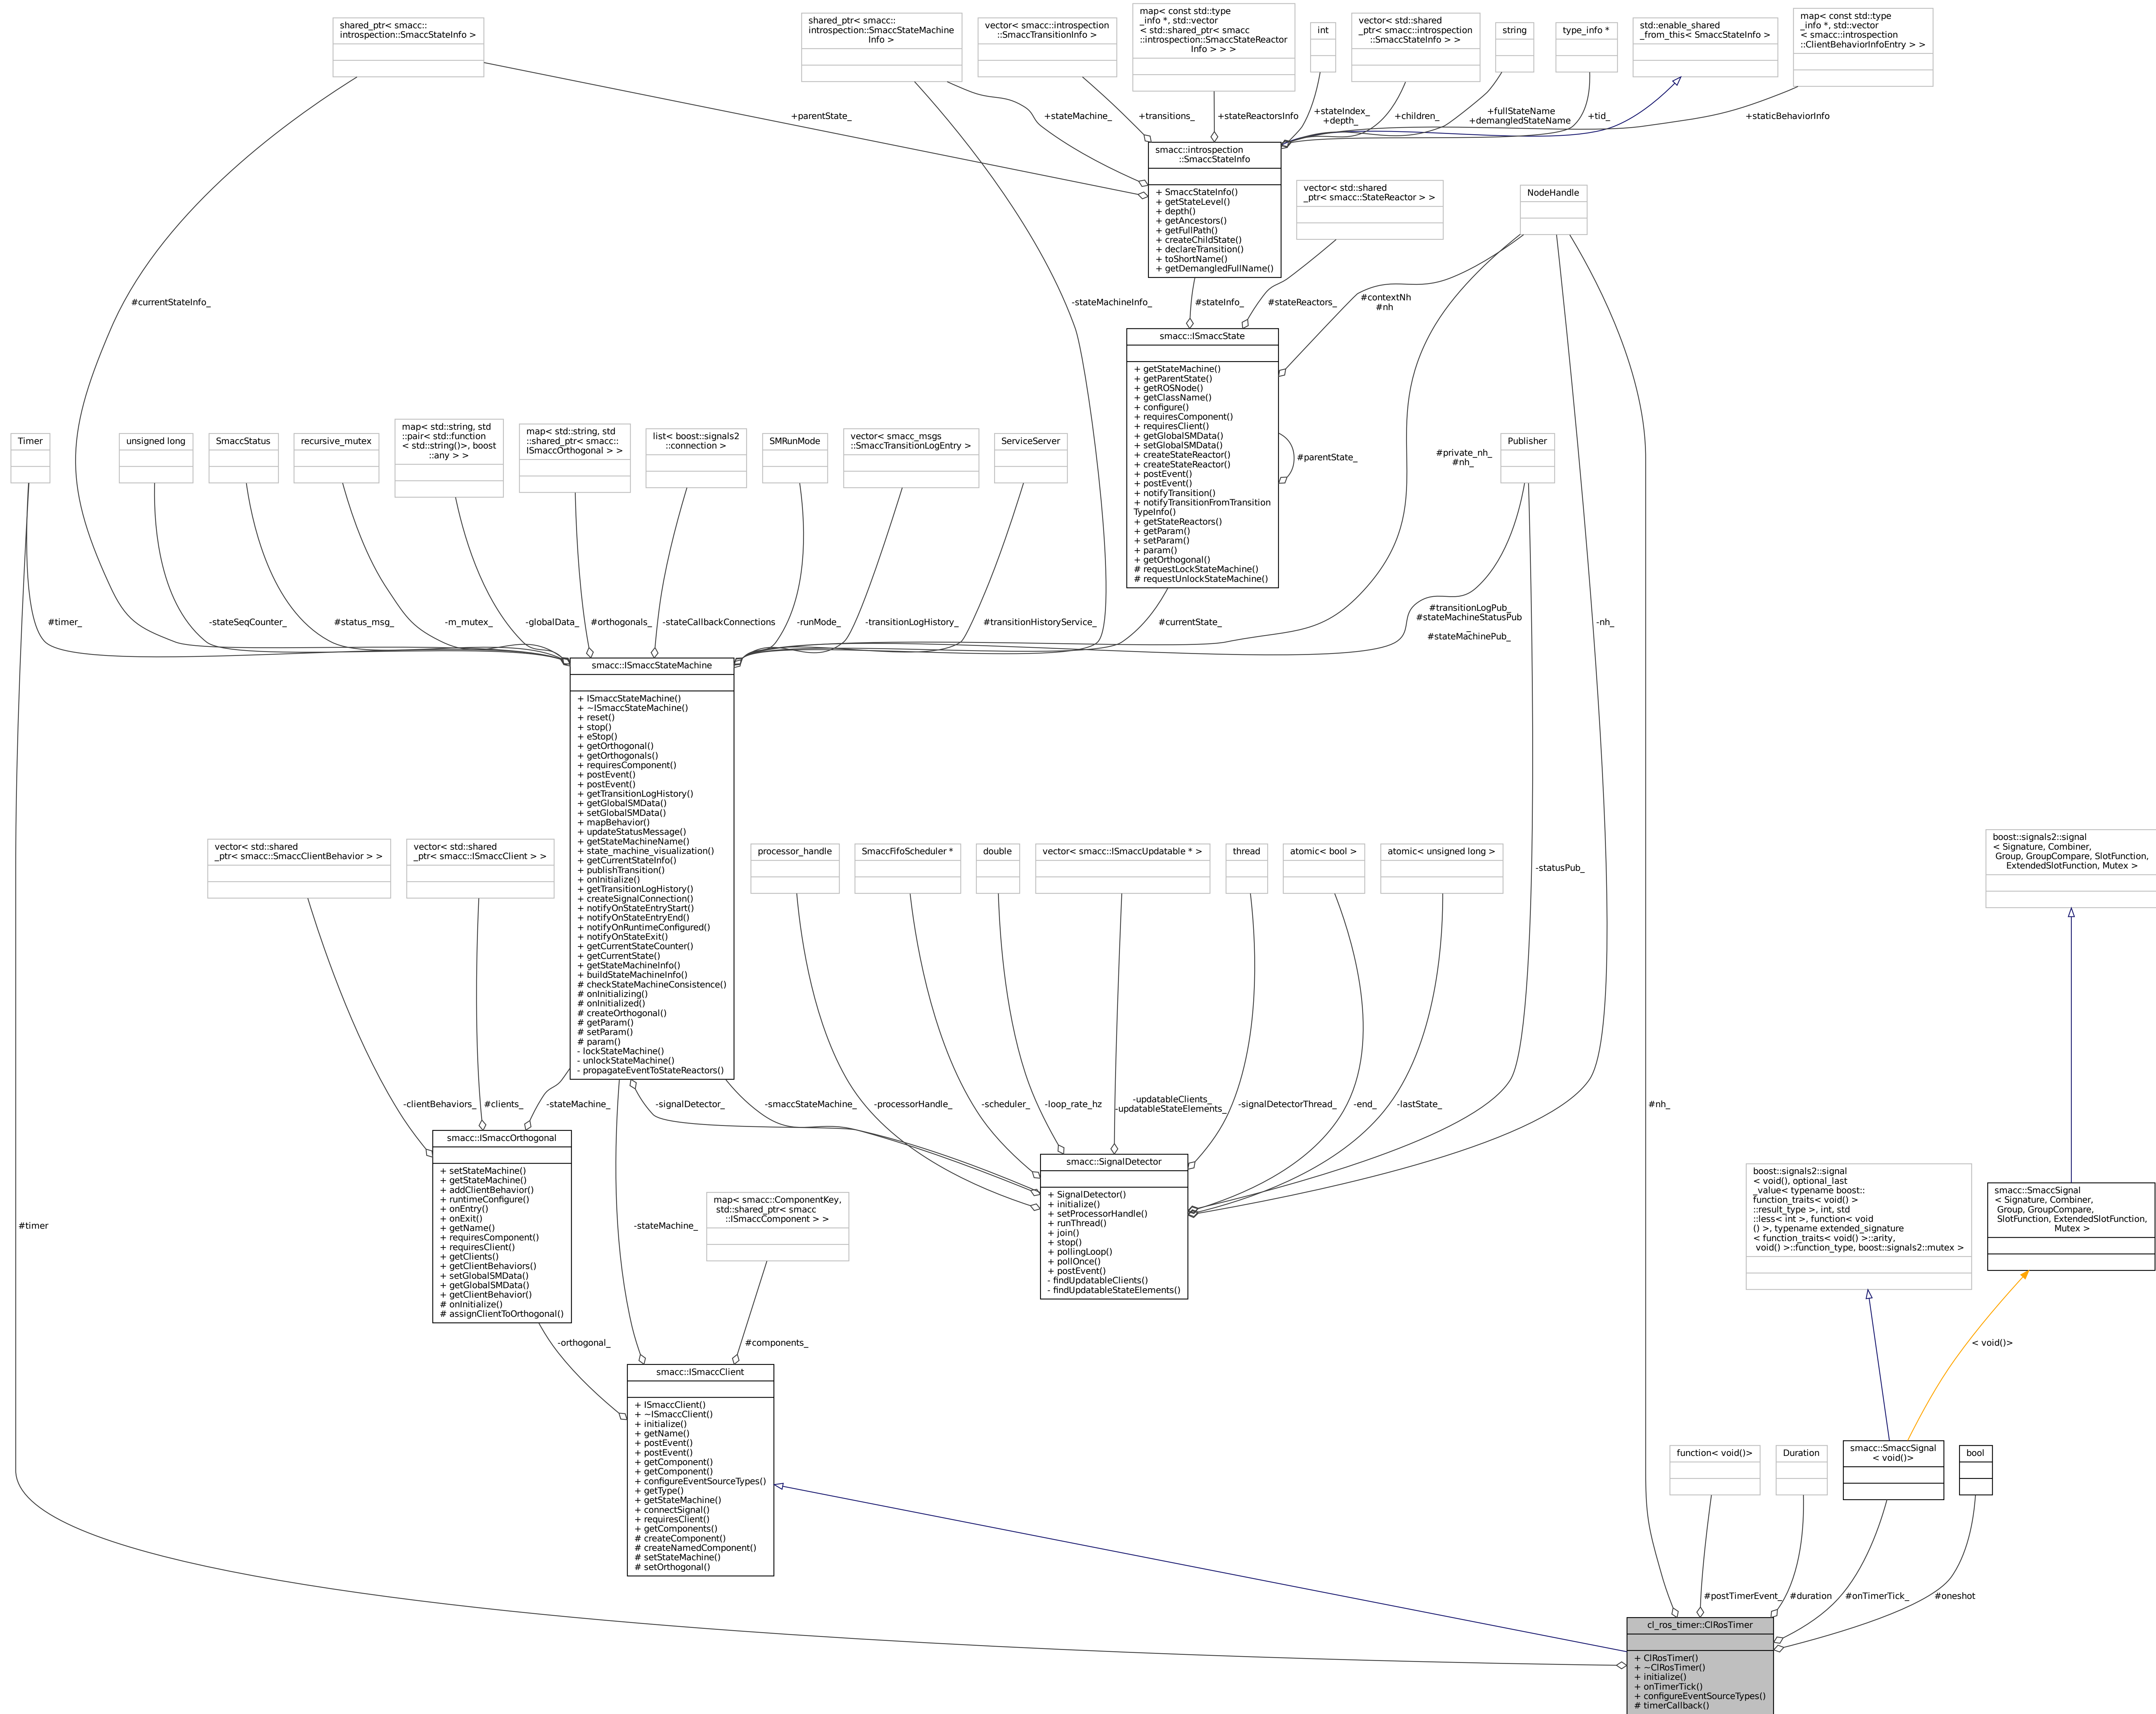 shared_ptr< smacc::
introspection::SmaccStateInfo >
shared_ptr< smacc::
introspection::SmaccStateMachine
Info >
vector< smacc::introspection
::SmaccTransitionInfo >
map< const std::type
_info *, std::vector
< std::shared_ptr< smacc
::introspection::SmaccStateReactor
Info > > >
int
vector< std::shared
_ptr< smacc::introspection
::SmaccStateInfo > >
string
type_info *
std::enable_shared
_from_this< SmaccStateInfo >
map< const std::type
_info *, std::vector
< smacc::introspection
::ClientBehaviorInfoEntry > >
+parentState_
+stateMachine_
+transitions_
+stateReactorsInfo
+stateIndex_
+depth_
+children_
+fullStateName
+demangledStateName
+tid_
+staticBehaviorInfo
smacc::introspection
::SmaccStateInfo
+ SmaccStateInfo()
+ getStateLevel()
+ depth()
+ getAncestors()
+ getFullPath()
+ createChildState()
+ declareTransition()
+ toShortName()
+ getDemangledFullName()
vector< std::shared
_ptr< smacc::StateReactor > >
NodeHandle
#currentStateInfo_
-stateMachineInfo_
#stateInfo_
#stateReactors_
#contextNh
#nh
smacc::ISmaccState
+ getStateMachine()
+ getParentState()
+ getROSNode()
+ getClassName()
+ configure()
+ requiresComponent()
+ requiresClient()
+ getGlobalSMData()
+ setGlobalSMData()
+ createStateReactor()
+ createStateReactor()
+ postEvent()
+ postEvent()
+ notifyTransition()
+ notifyTransitionFromTransition
TypeInfo()
+ getStateReactors()
+ getParam()
+ setParam()
+ param()
+ getOrthogonal()
# requestLockStateMachine()
# requestUnlockStateMachine()
#parentState_
#private_nh_
#nh_
Timer
unsigned long
SmaccStatus
recursive_mutex
map< std::string, std
::pair< std::function
< std::string()>, boost
::any > >
map< std::string, std
::shared_ptr< smacc::
ISmaccOrthogonal > >
list< boost::signals2
::connection >
SMRunMode
vector< smacc_msgs
::SmaccTransitionLogEntry >
ServiceServer
Publisher
#timer_
-stateSeqCounter_
#status_msg_
-m_mutex_
-globalData_
#orthogonals_
-stateCallbackConnections
-runMode_
-transitionLogHistory_
#transitionHistoryService_
#currentState_
#transitionLogPub_
#stateMachineStatusPub
_
#stateMachinePub_
-nh_
smacc::ISmaccStateMachine
+ ISmaccStateMachine()
+ ~ISmaccStateMachine()
+ reset()
+ stop()
+ eStop()
+ getOrthogonal()
+ getOrthogonals()
+ requiresComponent()
+ postEvent()
+ postEvent()
+ getTransitionLogHistory()
+ getGlobalSMData()
+ setGlobalSMData()
+ mapBehavior()
+ updateStatusMessage()
+ getStateMachineName()
+ state_machine_visualization()
+ getCurrentStateInfo()
+ publishTransition()
+ onInitialize()
+ getTransitionLogHistory()
+ createSignalConnection()
+ notifyOnStateEntryStart()
+ notifyOnStateEntryEnd()
+ notifyOnRuntimeConfigured()
+ notifyOnStateExit()
+ getCurrentStateCounter()
+ getCurrentState()
+ getStateMachineInfo()
+ buildStateMachineInfo()
# checkStateMachineConsistence()
# onInitializing()
# onInitialized()
# createOrthogonal()
# getParam()
# setParam()
# param()
- lockStateMachine()
- unlockStateMachine()
- propagateEventToStateReactors()
vector< std::shared
_ptr< smacc::SmaccClientBehavior > >
vector< std::shared
_ptr< smacc::ISmaccClient > >
processor_handle
SmaccFifoScheduler *
double
vector< smacc::ISmaccUpdatable * >
thread
atomic< bool >
atomic< unsigned long >
-statusPub_
boost::signals2::signal
< Signature, Combiner,
Group, GroupCompare, SlotFunction,
ExtendedSlotFunction, Mutex >
-clientBehaviors_
#clients_
-stateMachine_
-signalDetector_
-smaccStateMachine_
-processorHandle_
-scheduler_
-loop_rate_hz
-updatableClients_
-updatableStateElements_
-signalDetectorThread_
-end_
-lastState_
#nh_
smacc::ISmaccOrthogonal
+ setStateMachine()
+ getStateMachine()
+ addClientBehavior()
+ runtimeConfigure()
+ onEntry()
+ onExit()
+ getName()
+ requiresComponent()
+ requiresClient()
+ getClients()
+ getClientBehaviors()
+ setGlobalSMData()
+ getGlobalSMData()
+ getClientBehavior()
# onInitialize()
# assignClientToOrthogonal()
smacc::SignalDetector
+ SignalDetector()
+ initialize()
+ setProcessorHandle()
+ runThread()
+ join()
+ stop()
+ pollingLoop()
+ pollOnce()
+ postEvent()
- findUpdatableClients()
- findUpdatableStateElements()
#timer
-stateMachine_
map< smacc::ComponentKey,
std::shared_ptr< smacc
::ISmaccComponent > >
boost::signals2::signal
< void(), optional_last
_value< typename boost::
function_traits< void() >
::result_type >, int, std
::less< int >, function< void
() >, typename extended_signature
< function_traits< void() >::arity,
void() >::function_type, boost::signals2::mutex >
smacc::SmaccSignal
< Signature, Combiner,
Group, GroupCompare,
SlotFunction, ExtendedSlotFunction,
Mutex >
-orthogonal_
#components_
< void()>
smacc::ISmaccClient
+ ISmaccClient()
+ ~ISmaccClient()
+ initialize()
+ getName()
+ postEvent()
+ postEvent()
+ getComponent()
+ getComponent()
+ configureEventSourceTypes()
+ getType()
+ getStateMachine()
+ connectSignal()
+ requiresClient()
+ getComponents()
# createComponent()
# createNamedComponent()
# setStateMachine()
# setOrthogonal()
function< void()>
Duration
smacc::SmaccSignal
< void()>
bool
#postTimerEvent_
#duration
#onTimerTick_
#oneshot
cl_ros_timer::ClRosTimer
+ ClRosTimer()
+ ~ClRosTimer()
+ initialize()
+ onTimerTick()
+ configureEventSourceTypes()
# timerCallback()